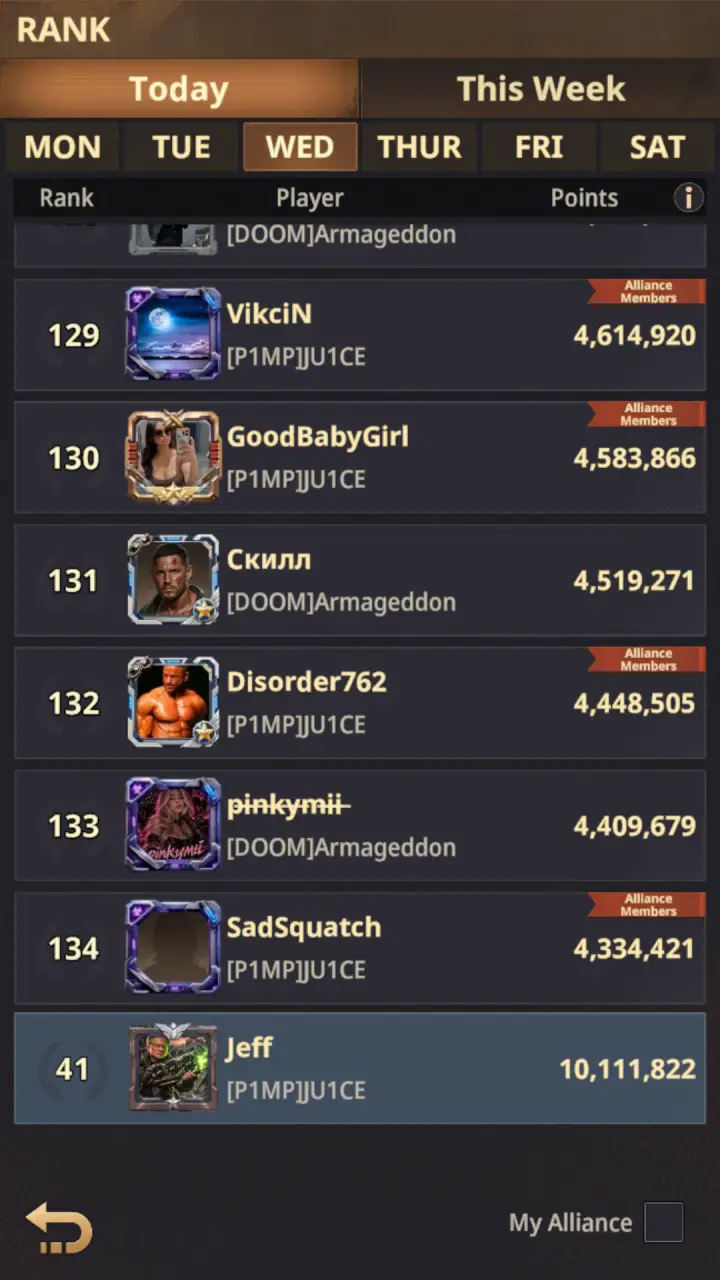 RANK
Today
This Week
MON
TUE
WED
THUR
FRI
SAT
Rank
Player
Points
i
[DOOM]Armageddon
129
VikciN
[P1MP]JU1CE
Alliance
Members
4,614,920
130
GoodBabyGirl
[P1MP]JU1CE
Alliance
Members
4,583,866
131
Скилл
[DOOM]Armageddon
4,519,271
132
Disorder762
[P1MP]JU1CE
Alliance
Members
4,448,505
133
pinkymii
pinkymii
[DOOM]Armageddon
4,409,679
134
SadSquatch
[P1MP]JU1CE
Alliance
Members
4,334,421
41
Jeff
[P1MP]JU1CE
10,111,822
My Alliance